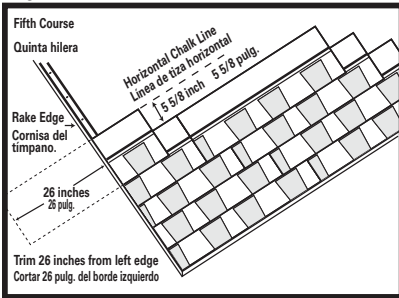 Fifth Course
Quinta hilera
Horizontal Chalk Line
Línea de tiza horizontal
5 5/8 inch 5 5/8 pulg.
Rake Edge
Cornisa del
tímpano.
26 inches
26 pulg.
Trim 26 inches from left edge
Cortar 26 pulg. del borde izquierdo